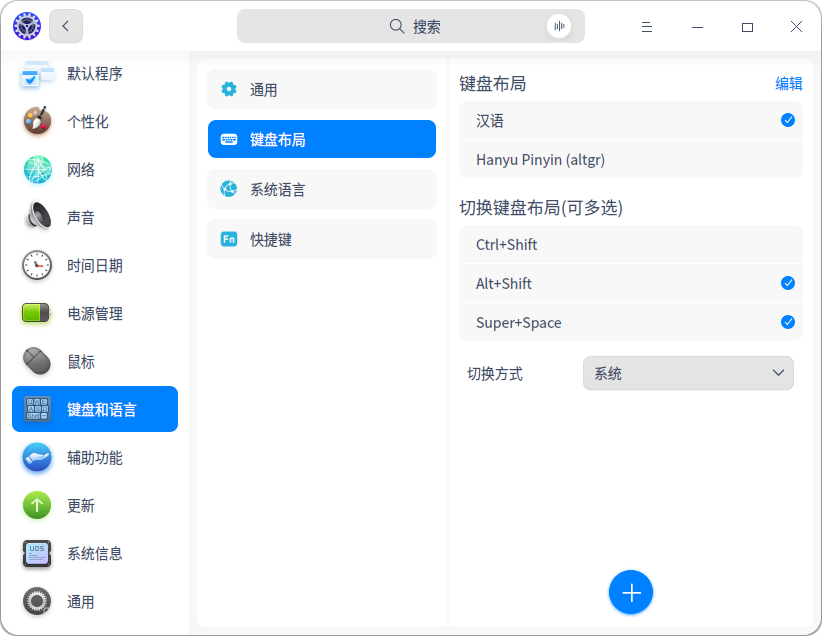 搜索
默认程序
个性化
网络
声音
时间日期
电源管理
鼠标
键盘和语言
辅助功能
更新
UOS
系统信息
通用
通用
键盘布局
系统语言
Fn 快捷键
键盘布局 编辑
汉语
Hanyu Pinyin (altgr)
切换键盘布局(可多选)
Ctrl+Shift
Alt+Shift
Super+Space
切换方式 系统